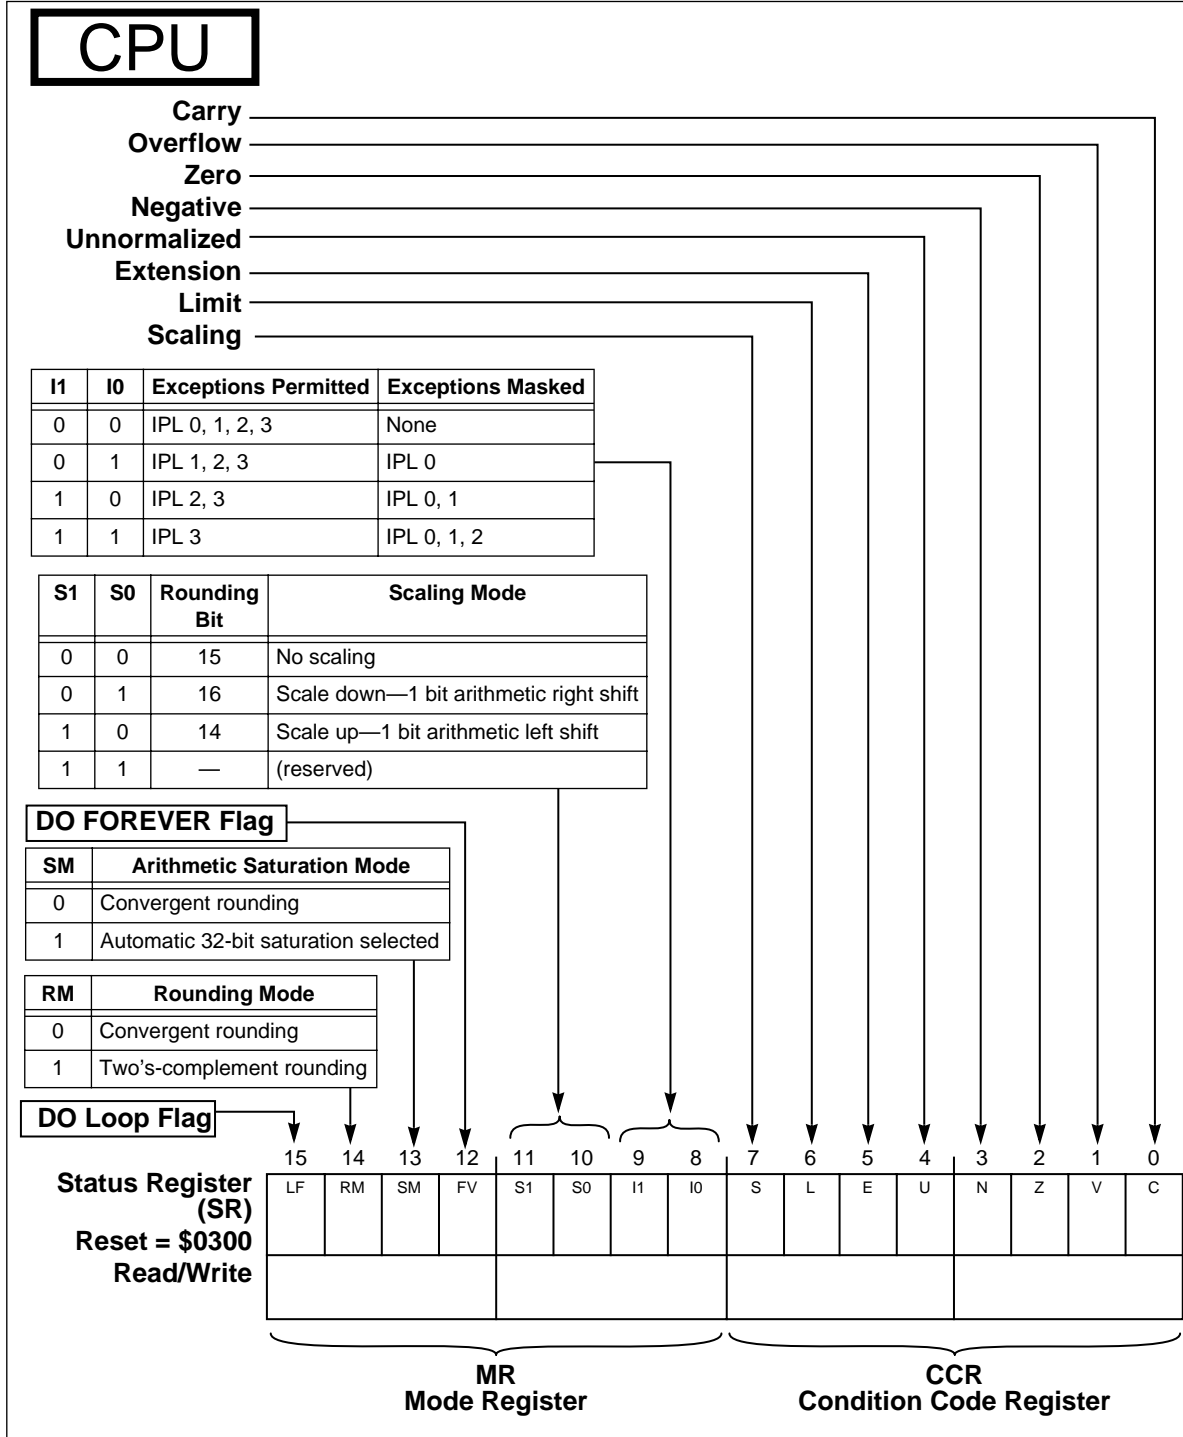 CPU
Carry
Overflow
Zero
Negative
Unnormalized
Extension
Limit
Scaling
I1 I0 Exceptions Permitted Exceptions Masked
0 0 IPL 0, 1, 2, 3 None
0 1 IPL 1, 2, 3 IPL 0
1 0 IPL 2, 3 IPL 0, 1
1 1 IPL 3 IPL 0, 1, 2
S1 S0 Rounding Scaling Mode
Bit
0 0 15 No scaling
0 1 16 Scale down—1 bit arithmetic right shift
1 0 14 Scale up—1 bit arithmetic left shift
1 1 — (reserved)
DO FOREVER Flag
SM Arithmetic Saturation Mode
0 Convergent rounding
1 Automatic 32-bit saturation selected
RM Rounding Mode
0 Convergent rounding
1 Two's-complement rounding
DO Loop Flag
15 14 13 12 11 10 9 8 7 6 5 4 3 2 1 0
Status Register LF RM SM FV S1 S0 I1 I0 S L E U N Z V C
(SR)
Reset = $0300
Read/Write
MR CCR
Mode Register Condition Code Register